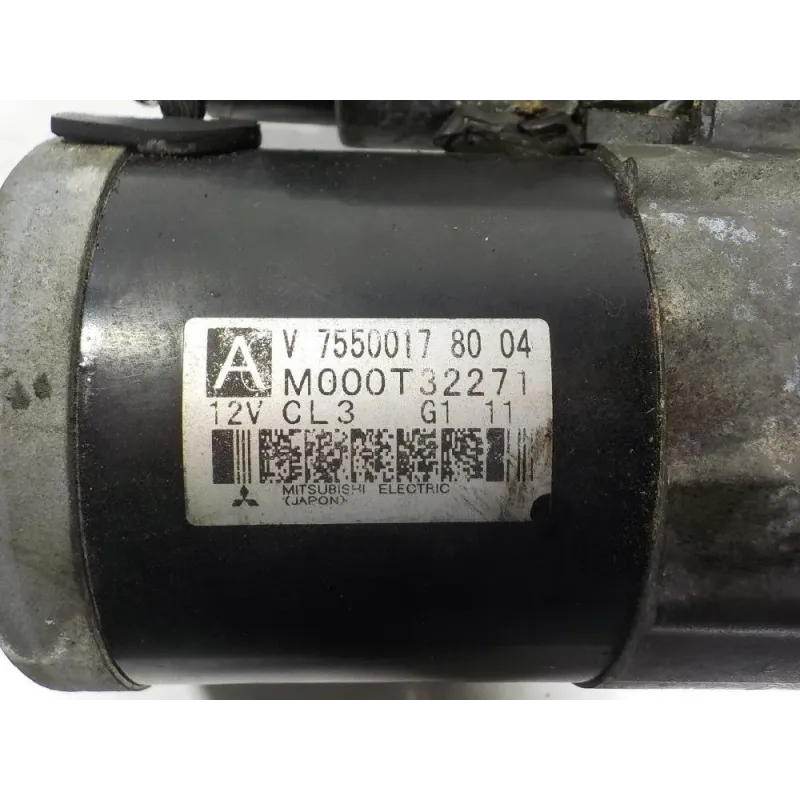 A V 7550017 80 04
M000T32271
12V CL3 G1 11
MITSUBISHI ELECTRIC
(JAPON)